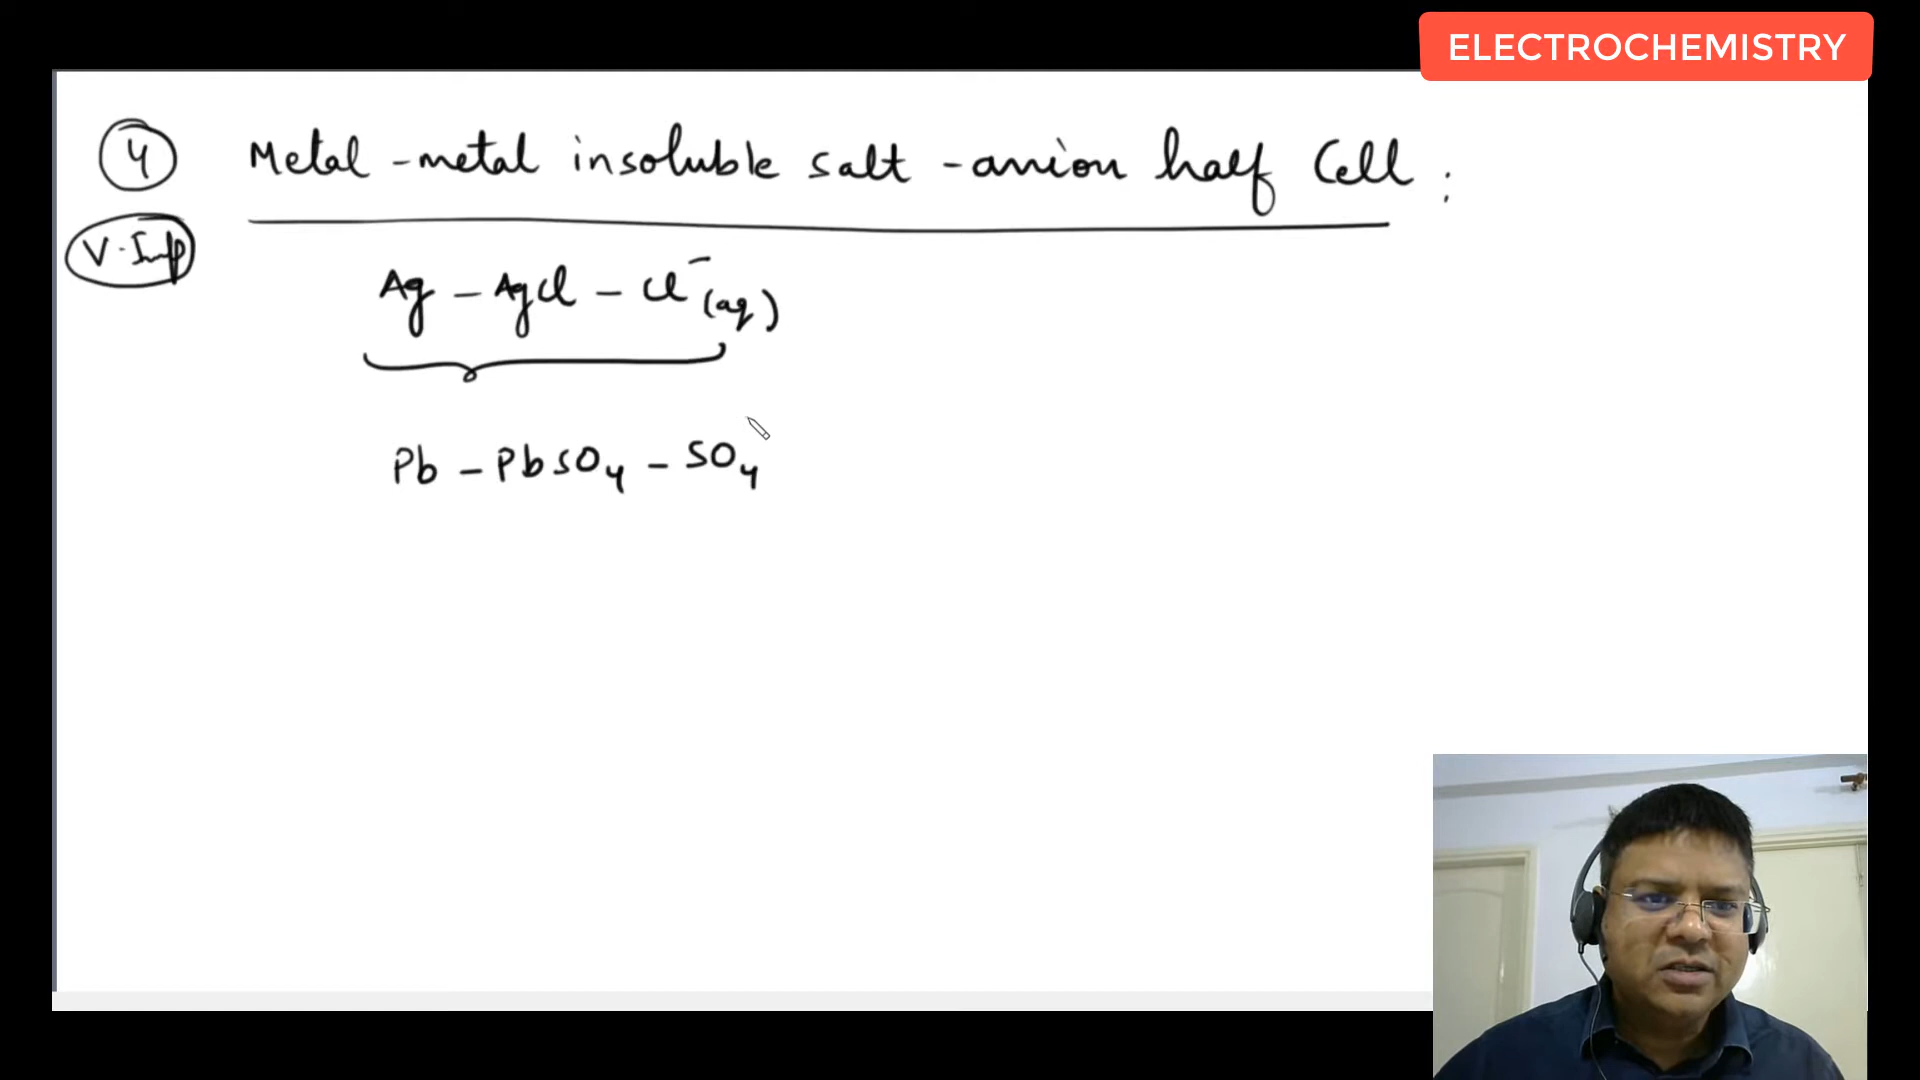 ELECTROCHEMISTRY
4 Metal - metal insoluble salt - anion half Cell :
V. Imp
Ag - AgCl - Cl⁻(aq)
Pb - PbSO₄ - SO₄